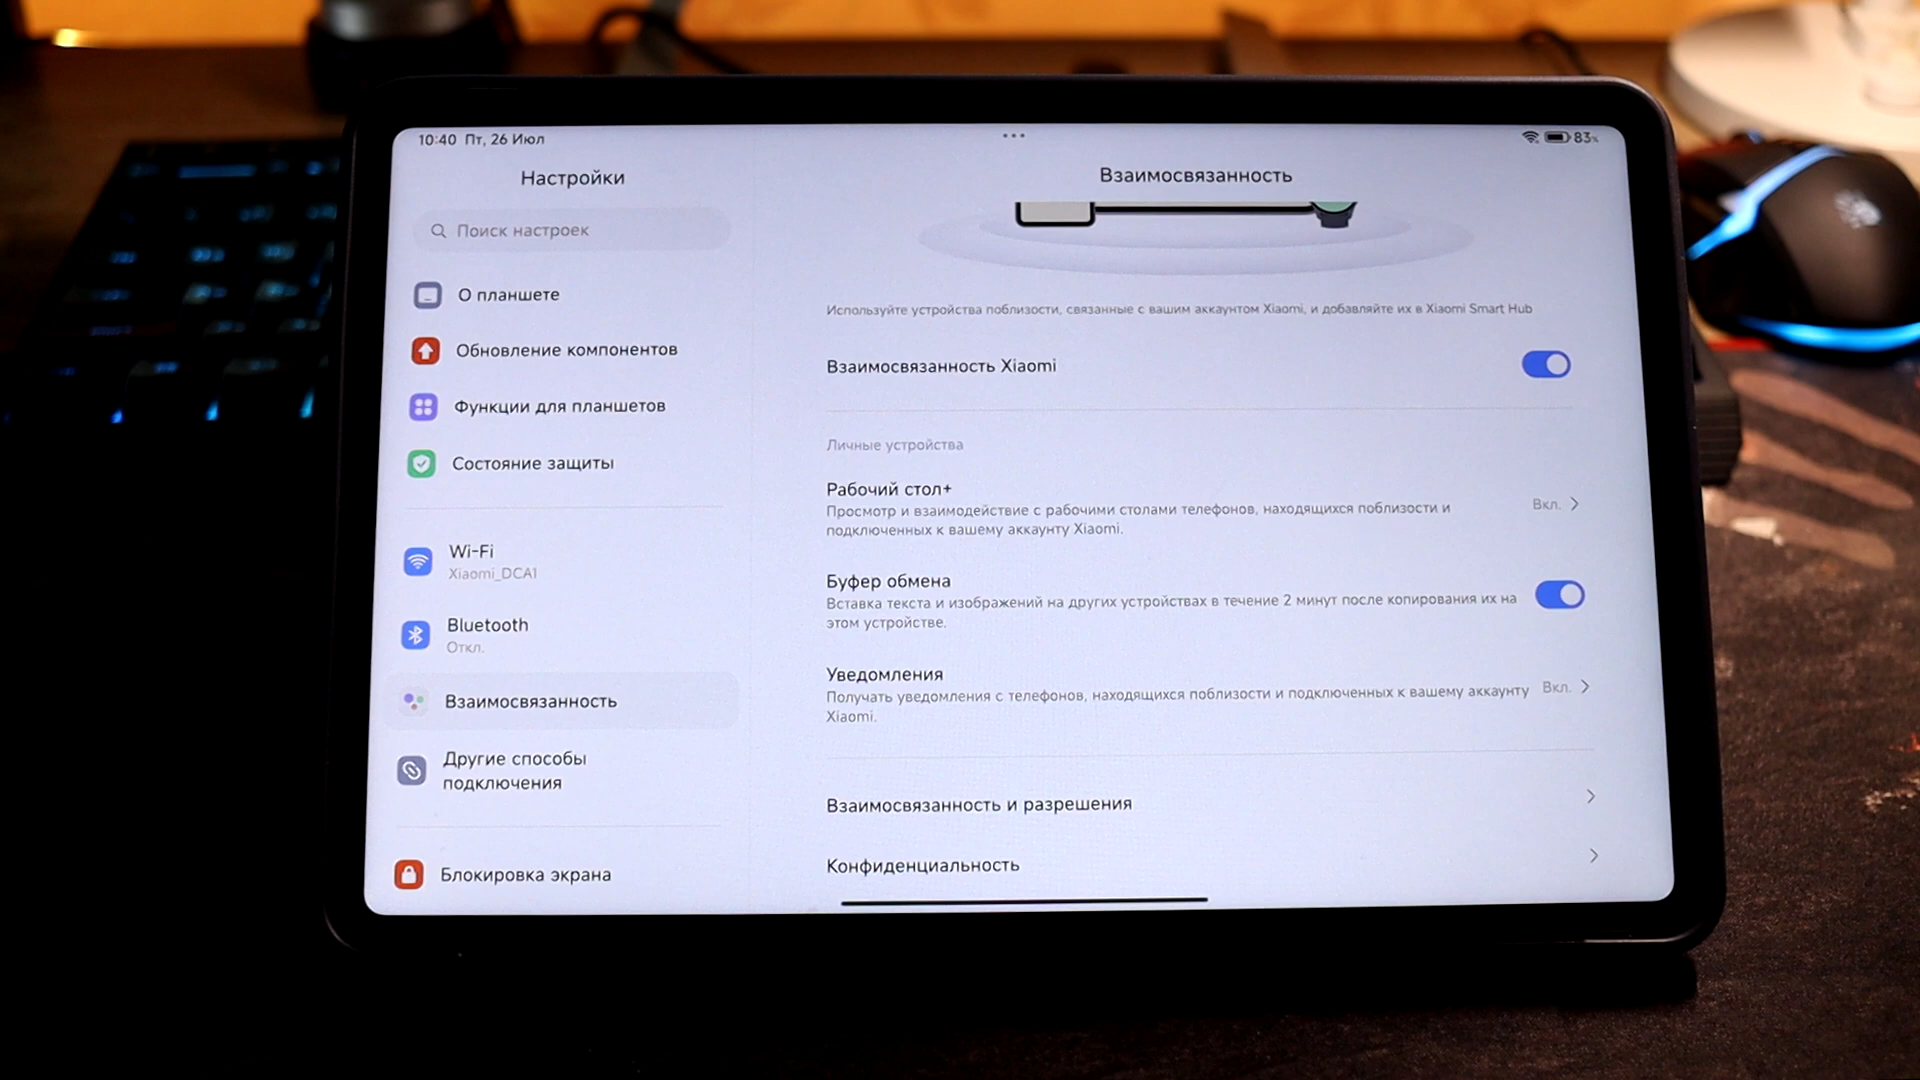 10:40 Пт, 26 Июл
83%
Настройки
Поиск настроек
О планшете
Обновление компонентов
Функции для планшетов
Состояние защиты
Wi-Fi
Xiaomi_DCA1
Bluetooth
Откл.
Взаимосвязанность
Другие способы
подключения
Блокировка экрана
Взаимосвязанность
Используйте устройства поблизости, связанные с вашим аккаунтом Xiaomi, и добавляйте их в Xiaomi Smart Hub
Взаимосвязанность Xiaomi
Личные устройства
Рабочий стол+
Просмотр и взаимодействие с рабочими столами телефонов, находящихся поблизости и
подключенных к вашему аккаунту Xiaomi.
Вкл.
Буфер обмена
Вставка текста и изображений на других устройствах в течение 2 минут после копирования их на
этом устройстве.
Уведомления
Получать уведомления с телефонов, находящихся поблизости и подключенных к вашему аккаунту
Xiaomi.
Вкл.
Взаимосвязанность и разрешения
Конфиденциальность